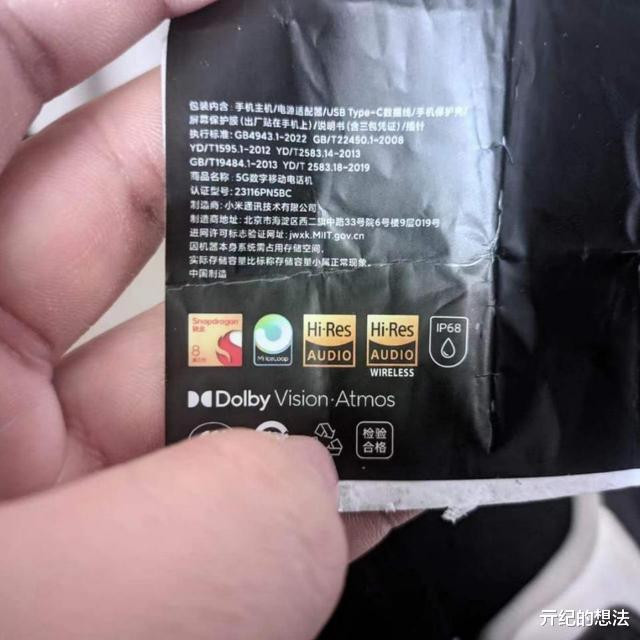 包装内含：手机主机/电源适配器/USB Type-C数据线/手机保护壳/
屏幕保护膜(出厂贴在手机上)/说明书(含三包凭证)/插针
执行标准：GB4943.1-2022 GB/T22450.1-2008
YD/T1595.1-2012 YD/T2583.14-2013
GB/T19484.1-2013 YD/T 2583.18-2019
商品名称：5G数字移动电话机
认证型号：23116PN5BC
制造商：小米通讯技术有限公司
制造商地址：北京市海淀区西二旗中路33号院6号楼9层019号
进网许可标志验证网址：jwxk.MIIT.gov.cn
因机器本身系统需占用存储空间，
实际存储容量比标称存储容量小属正常现象。
中国制造
Snapdragon
骁龙
8
Mi IceLoop
Hi-Res
AUDIO
Hi-Res
AUDIO
WIRELESS
IP68
Dolby Vision·Atmos
检验
合格
亓纪的想法